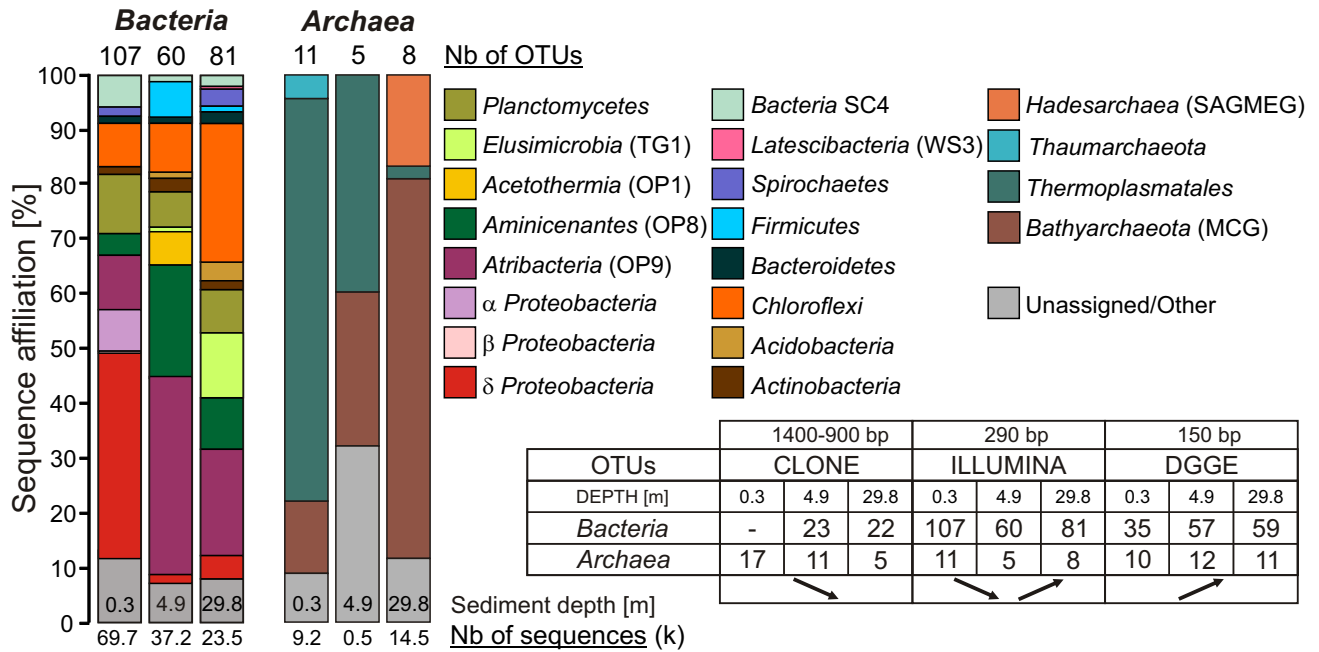 Bacteria Archaea
107 60 81 11 5 8 Nb of OTUs
Sequence affiliation [%]
100
90
80
70
60
50
40
30
20
10
0
Planctomycetes
Elusimicrobia (TG1)
Acetothermia (OP1)
Aminicenantes (OP8)
Atribacteria (OP9)
α Proteobacteria
β Proteobacteria
δ Proteobacteria
Bacteria SC4
Latescibacteria (WS3)
Spirochaetes
Firmicutes
Bacteroidetes
Chloroflexi
Acidobacteria
Actinobacteria
Hadesarchaea (SAGMEG)
Thaumarchaeota
Thermoplasmatales
Bathyarchaeota (MCG)
Unassigned/Other
0.3 4.9 29.8 0.3 4.9 29.8 Sediment depth [m]
69.7 37.2 23.5 9.2 0.5 14.5 Nb of sequences (k)
1400-900 bp 290 bp 150 bp
OTUs CLONE ILLUMINA DGGE
DEPTH [m] 0.3 4.9 29.8 0.3 4.9 29.8 0.3 4.9 29.8
Bacteria - 23 22 107 60 81 35 57 59
Archaea 17 11 5 11 5 8 10 12 11